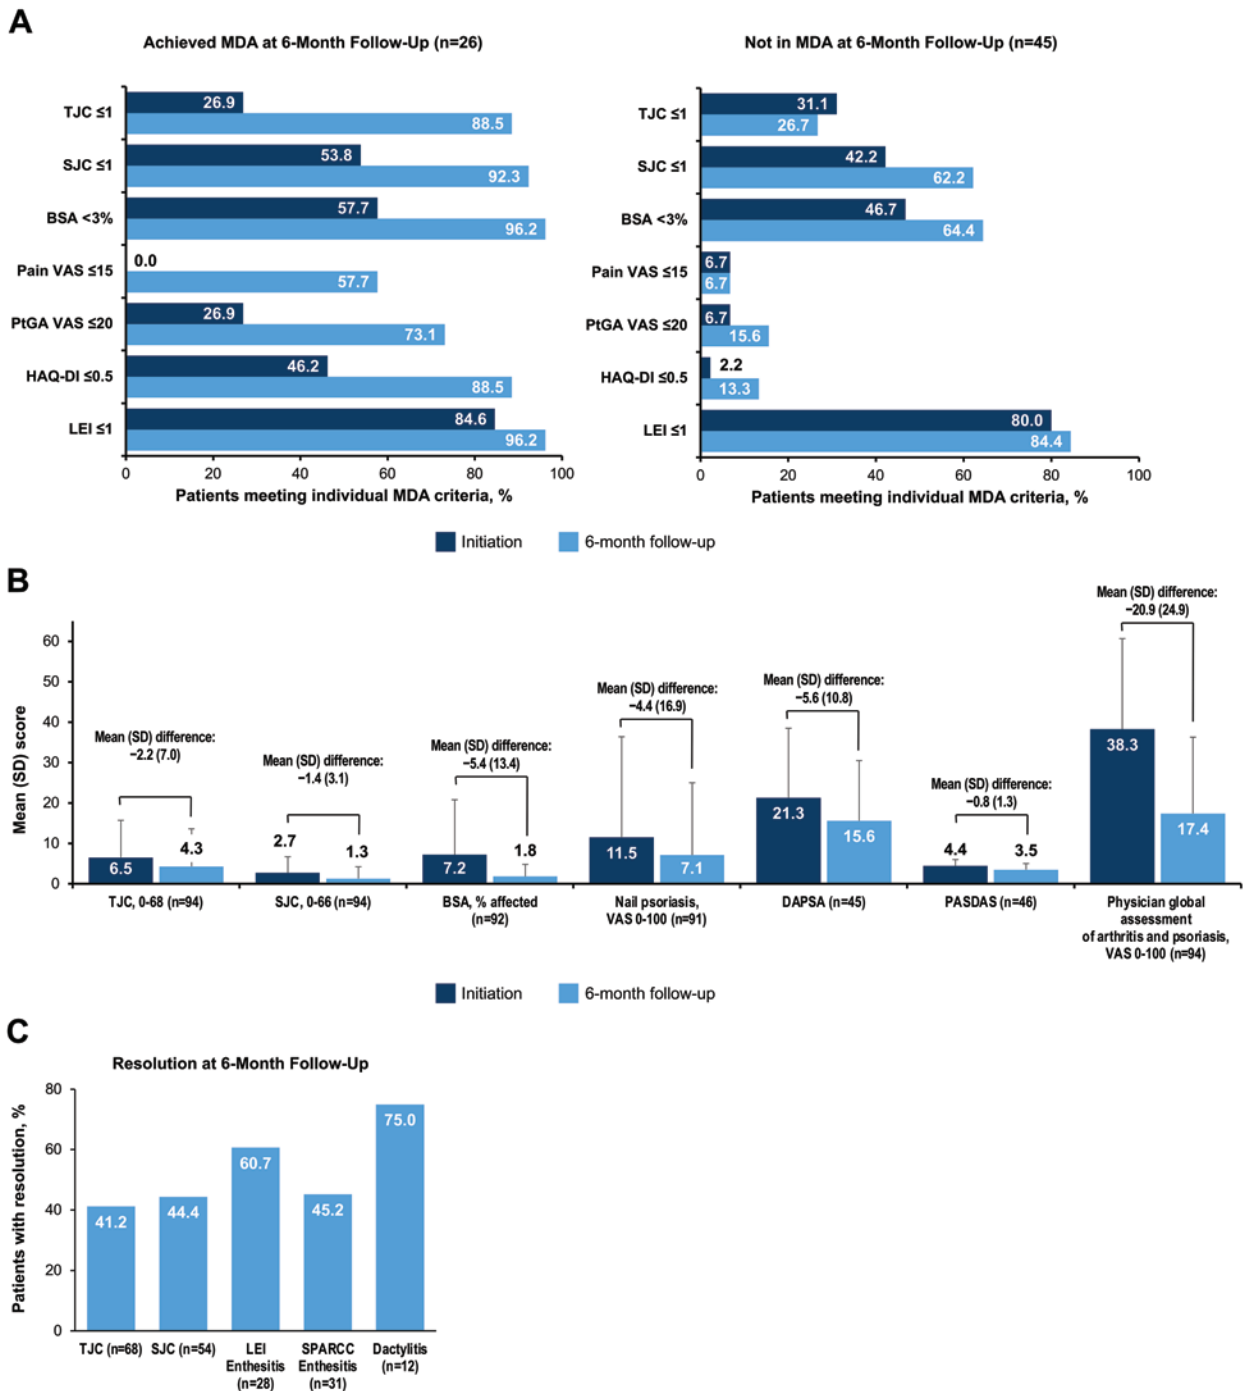 A
Achieved MDA at 6-Month Follow-Up (n=26)
TJC ≤1
26.9
88.5
SJC ≤1
53.8
92.3
BSA <3%
57.7
96.2
Pain VAS ≤15
0.0
57.7
PtGA VAS ≤20
26.9
73.1
HAQ-DI ≤0.5
46.2
88.5
LEI ≤1
84.6
96.2
0 20 40 60 80 100
Patients meeting individual MDA criteria, %
Not in MDA at 6-Month Follow-Up (n=45)
TJC ≤1
31.1
26.7
SJC ≤1
42.2
62.2
BSA <3%
46.7
64.4
Pain VAS ≤15
6.7
6.7
PtGA VAS ≤20
6.7
15.6
HAQ-DI ≤0.5
2.2
13.3
LEI ≤1
80.0
84.4
0 20 40 60 80 100
Patients meeting individual MDA criteria, %
Initiation 6-month follow-up
B
Mean (SD) score
60
50
40
30
20
10
0
Mean (SD) difference:
−2.2 (7.0)
6.5
4.3
TJC, 0-68 (n=94)
Mean (SD) difference:
−1.4 (3.1)
2.7
1.3
SJC, 0-66 (n=94)
Mean (SD) difference:
−5.4 (13.4)
7.2
1.8
BSA, % affected
(n=92)
Mean (SD) difference:
−4.4 (16.9)
11.5
7.1
Nail psoriasis,
VAS 0-100 (n=91)
Mean (SD) difference:
−5.6 (10.8)
21.3
15.6
DAPSA (n=45)
Mean (SD) difference:
−0.8 (1.3)
4.4
3.5
PASDAS (n=46)
Mean (SD) difference:
−20.9 (24.9)
38.3
17.4
Physician global
assessment
of arthritis and psoriasis,
VAS 0-100 (n=94)
Initiation 6-month follow-up
C
Resolution at 6-Month Follow-Up
Patients with resolution, %
80
60
40
20
0
41.2
44.4
60.7
45.2
75.0
TJC (n=68)
SJC (n=54)
LEI
Enthesitis
(n=28)
SPARCC
Enthesitis
(n=31)
Dactylitis
(n=12)